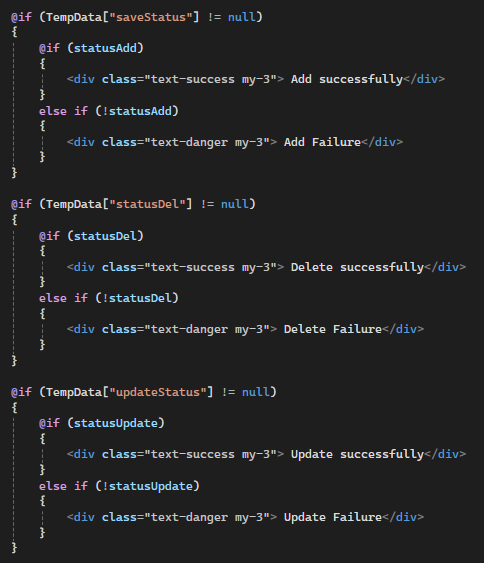 @if (TempData["saveStatus"] != null)
{
    @if (statusAdd)
    {
        <div class="text-success my-3"> Add successfully</div>
    }
    else if (!statusAdd)
    {
        <div class="text-danger my-3"> Add Failure</div>
    }
}

@if (TempData["statusDel"] != null)
{
    @if (statusDel)
    {
        <div class="text-success my-3"> Delete successfully</div>
    }
    else if (!statusDel)
    {
        <div class="text-danger my-3"> Delete Failure</div>
    }
}

@if (TempData["updateStatus"] != null)
{
    @if (statusUpdate)
    {
        <div class="text-success my-3"> Update successfully</div>
    }
    else if (!statusUpdate)
    {
        <div class="text-danger my-3"> Update Failure</div>
    }
}